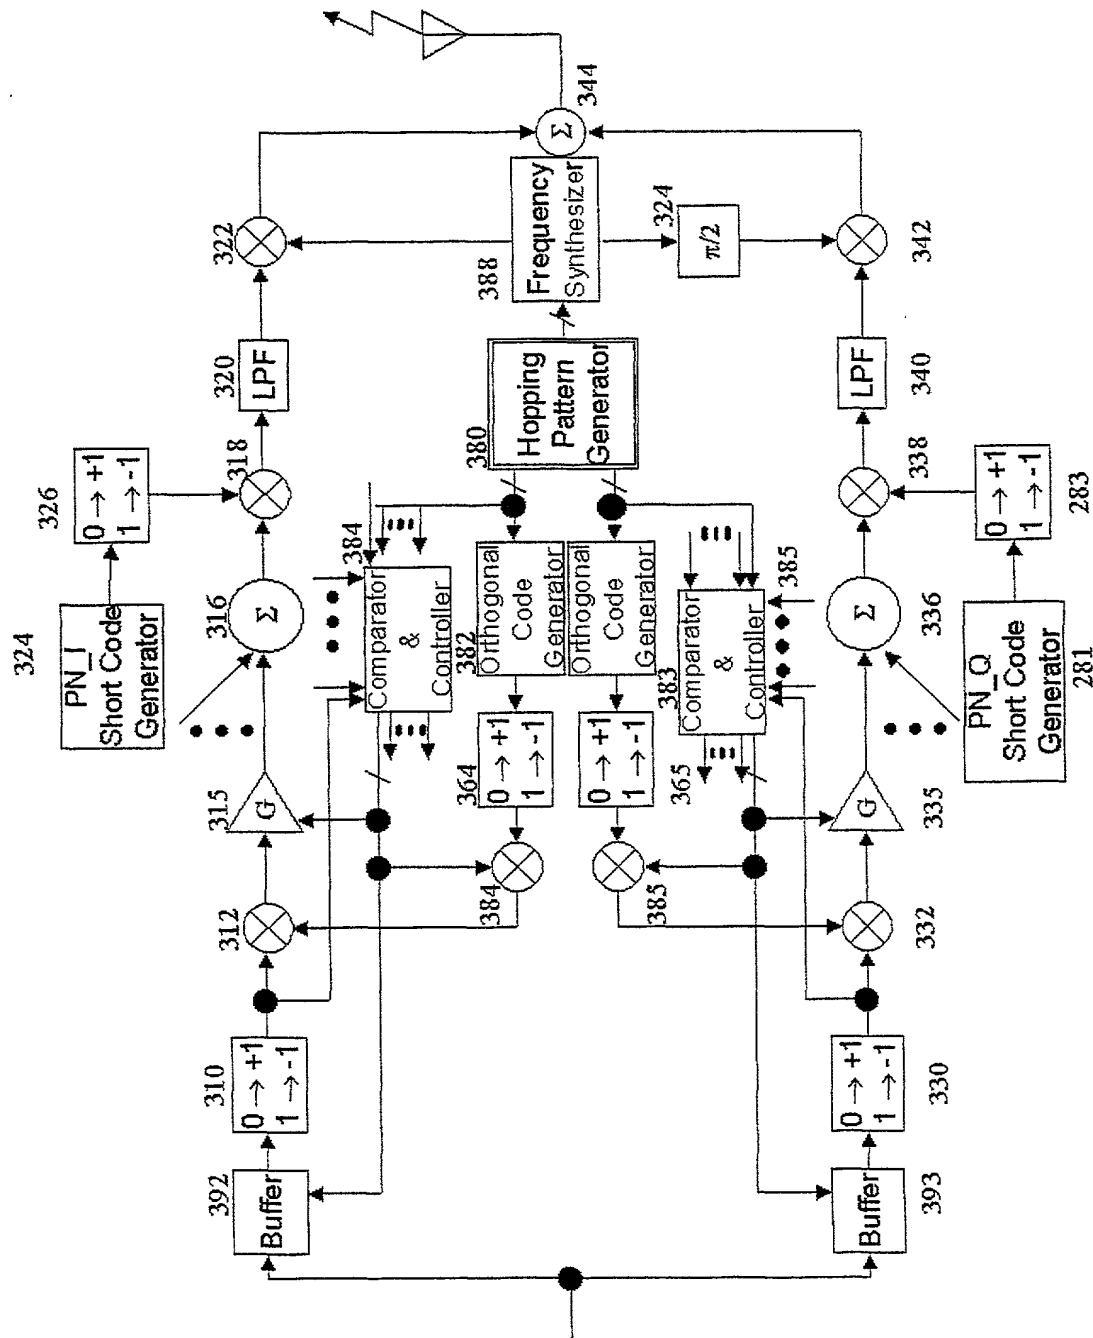 344
Σ
322
Frequency
Synthesizer
388
324
π/2
342
320
LPF
Hopping
Pattern
Generator
380
LPF
340
326
0 → +1
1 → -1
318
338
0 → +1
1 → -1
283
324
PN_I
Short Code
Generator
316
Σ
384
Comparator
&
Controller
382
Orthogonal
Code
Generator
Orthogonal
Code
Generator
383
Comparator
&
Controller
385
Σ
336
PN_Q
Short Code
Generator
281
315
G
364
0 → +1
1 → -1
0 → +1
1 → -1
365
G
335
312
384
385
332
310
0 → +1
1 → -1
0 → +1
1 → -1
330
392
Buffer
Buffer
393